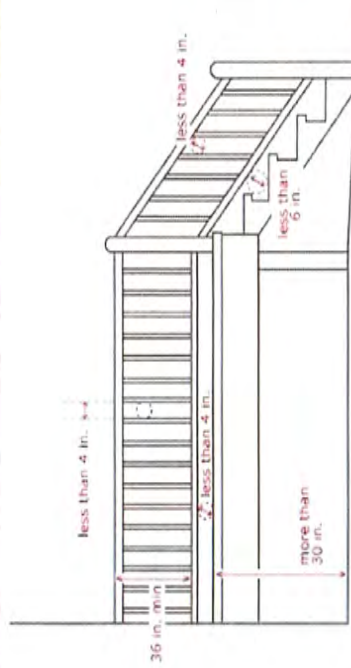 less than 4 in.
less than 4 in.
36 in. min
less than 4 in.
less than
6 in.
more than
30 in.